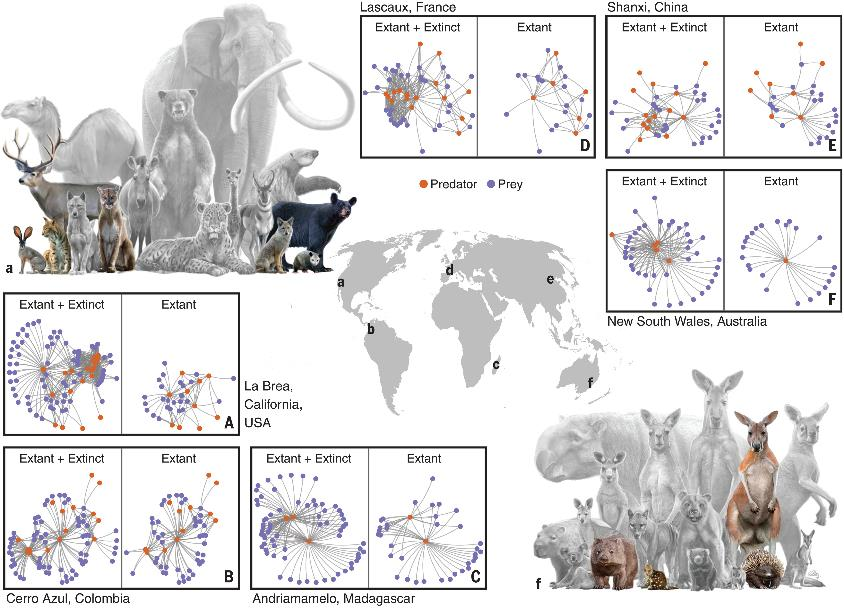 Lascaux, France
Extant + Extinct
Extant
D
Shanxi, China
Extant + Extinct
Extant
E
Predator
Prey
Extant + Extinct
Extant
F
New South Wales, Australia
a
a
b
c
d
e
f
Extant + Extinct
Extant
A
La Brea,
California,
USA
Extant + Extinct
Extant
B
Cerro Azul, Colombia
Extant + Extinct
Extant
C
Andriamamelo, Madagascar
f